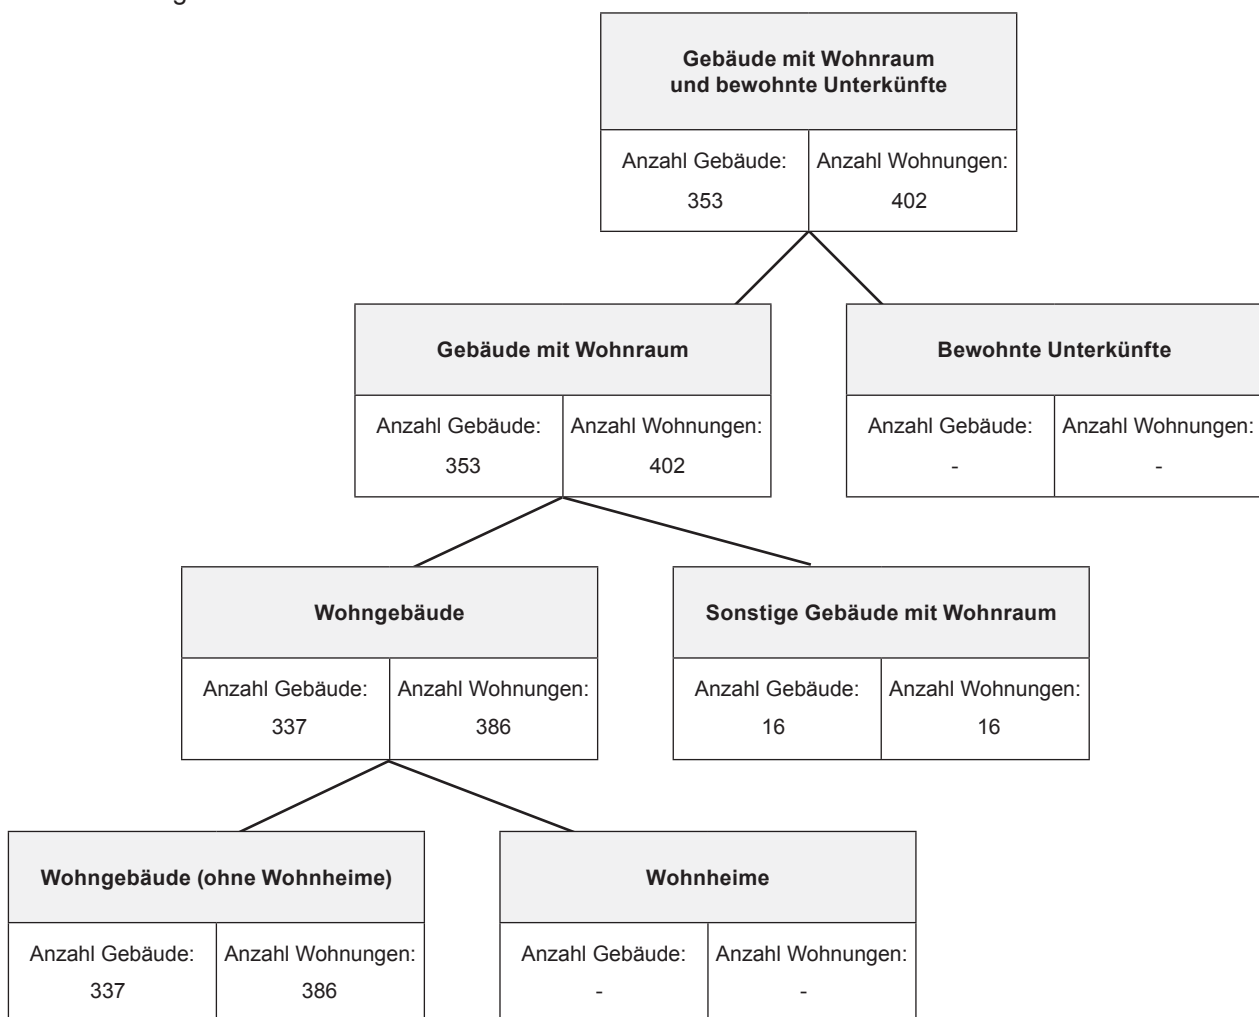 Gebäude mit Wohnraum
und bewohnte Unterkünfte
Anzahl Gebäude: Anzahl Wohnungen:
353 402
Gebäude mit Wohnraum
Anzahl Gebäude: Anzahl Wohnungen:
353 402
Bewohnte Unterkünfte
Anzahl Gebäude: Anzahl Wohnungen:
- -
Wohngebäude
Anzahl Gebäude: Anzahl Wohnungen:
337 386
Sonstige Gebäude mit Wohnraum
Anzahl Gebäude: Anzahl Wohnungen:
16 16
Wohngebäude (ohne Wohnheime)
Anzahl Gebäude: Anzahl Wohnungen:
337 386
Wohnheime
Anzahl Gebäude: Anzahl Wohnungen:
- -